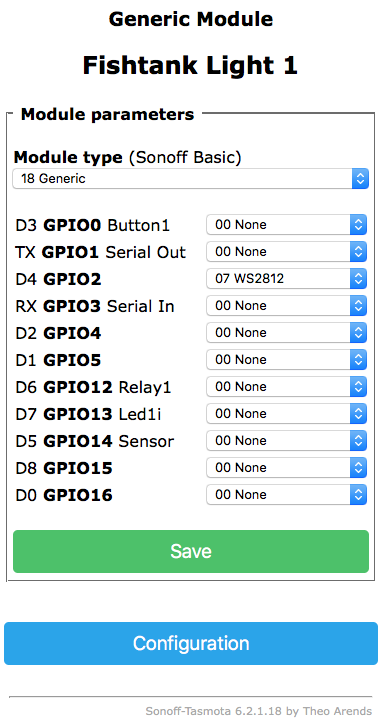 Generic Module
Fishtank Light 1
Module parameters
Module type (Sonoff Basic)
18 Generic
D3 GPIO0 Button1 00 None
TX GPIO1 Serial Out 00 None
D4 GPIO2 07 WS2812
RX GPIO3 Serial In 00 None
D2 GPIO4 00 None
D1 GPIO5 00 None
D6 GPIO12 Relay1 00 None
D7 GPIO13 Led1i 00 None
D5 GPIO14 Sensor 00 None
D8 GPIO15 00 None
D0 GPIO16 00 None
Save
Configuration
Sonoff-Tasmota 6.2.1.18 by Theo Arends